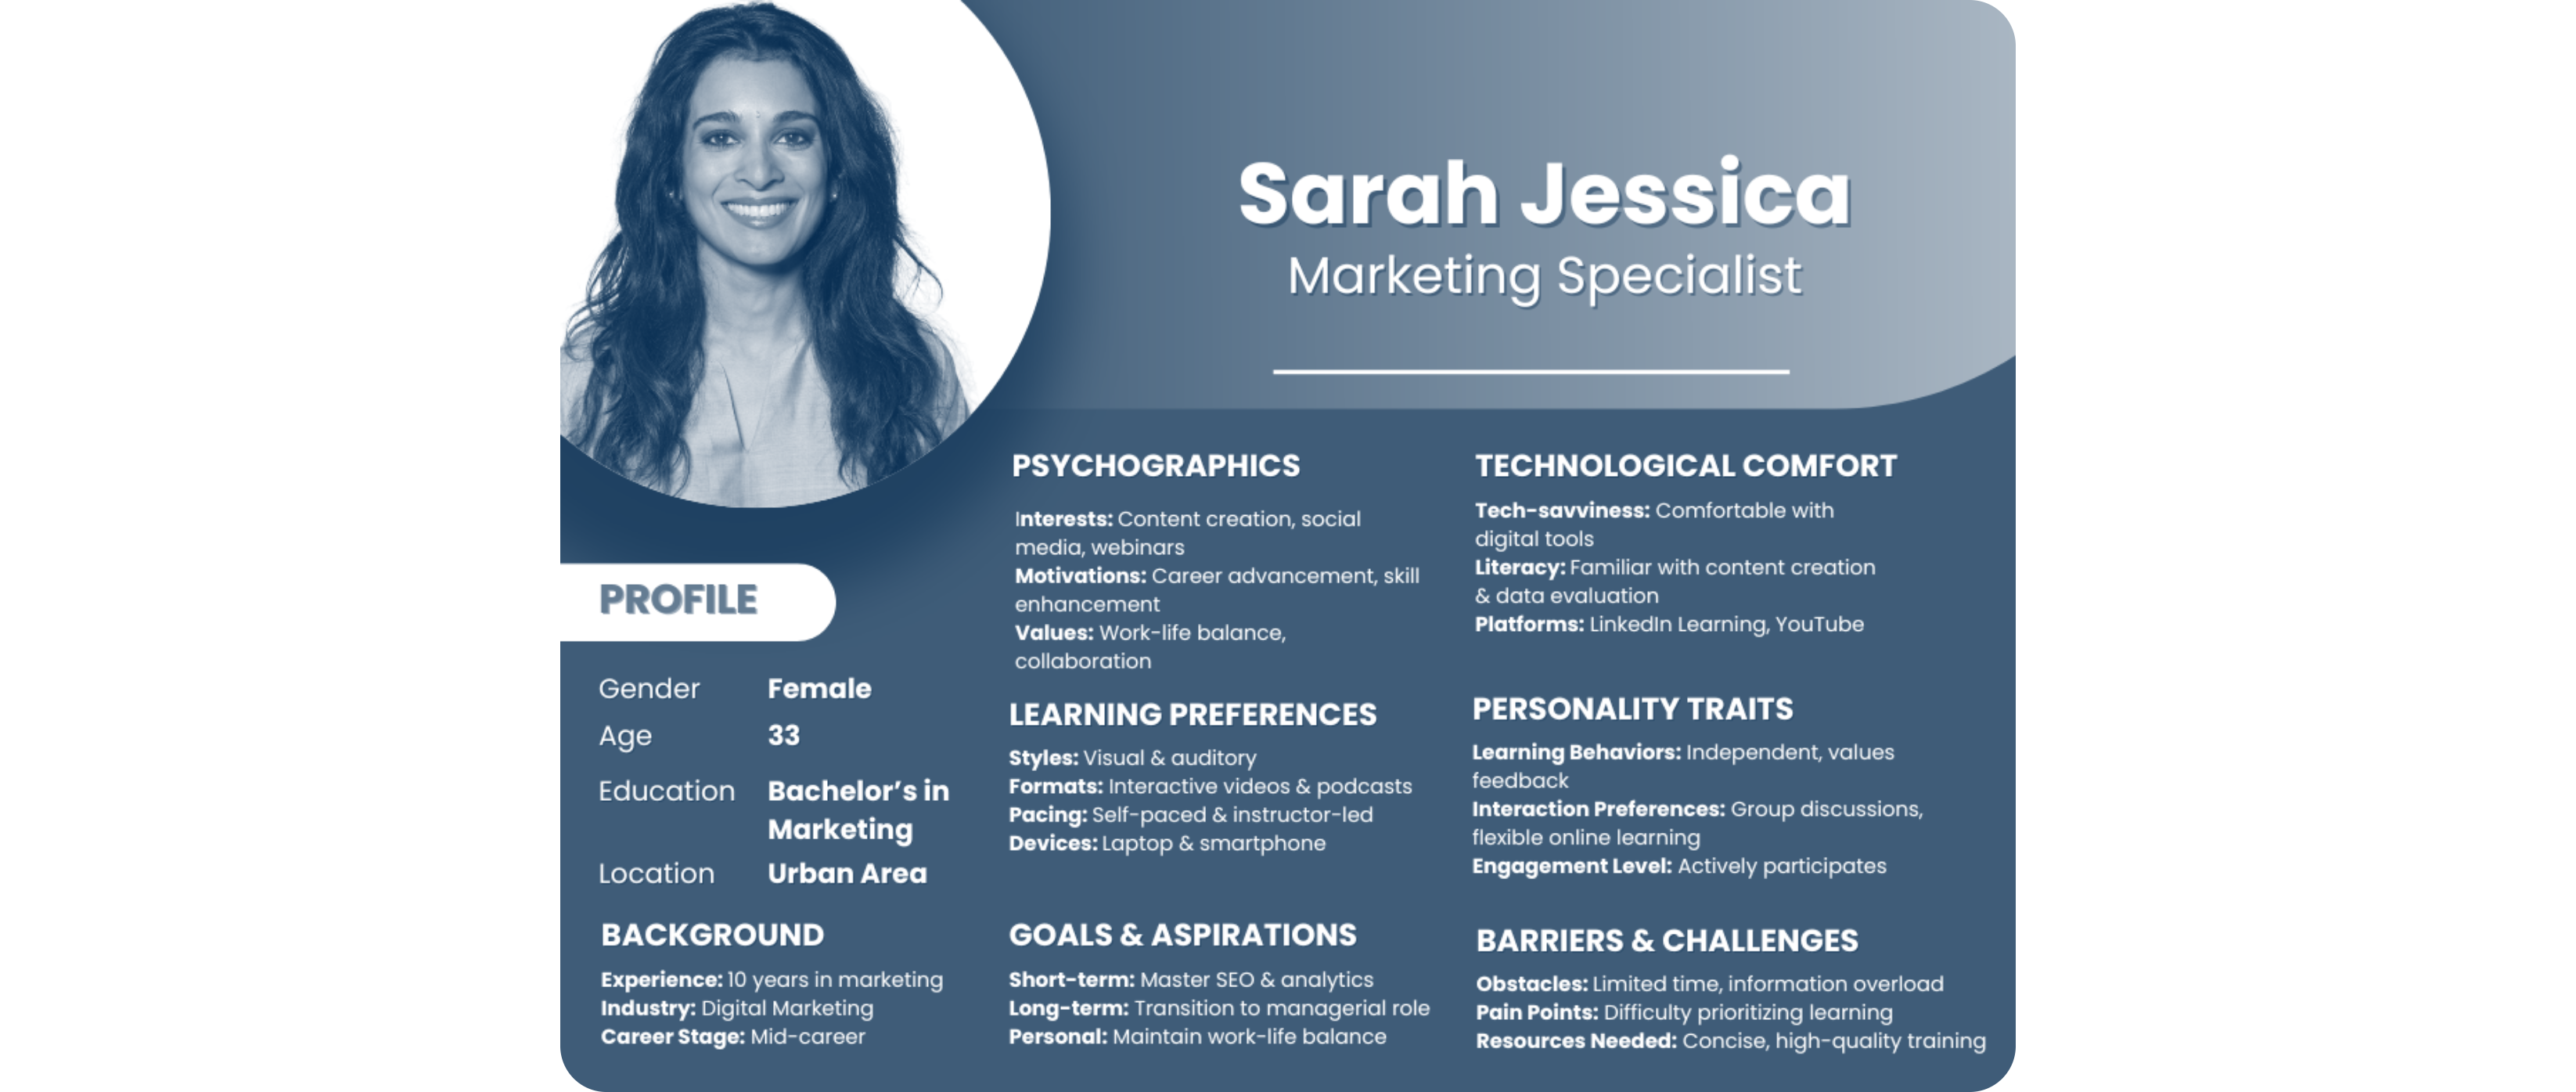 Sarah Jessica
Marketing Specialist
PROFILE
Gender Female
Age 33
Education Bachelor’s in
Marketing
Location Urban Area
BACKGROUND
Experience: 10 years in marketing
Industry: Digital Marketing
Career Stage: Mid-career
PSYCHOGRAPHICS
Interests: Content creation, social
media, webinars
Motivations: Career advancement, skill
enhancement
Values: Work-life balance,
collaboration
LEARNING PREFERENCES
Styles: Visual & auditory
Formats: Interactive videos & podcasts
Pacing: Self-paced & instructor-led
Devices: Laptop & smartphone
GOALS & ASPIRATIONS
Short-term: Master SEO & analytics
Long-term: Transition to managerial role
Personal: Maintain work-life balance
TECHNOLOGICAL COMFORT
Tech-savviness: Comfortable with
digital tools
Literacy: Familiar with content creation
& data evaluation
Platforms: LinkedIn Learning, YouTube
PERSONALITY TRAITS
Learning Behaviors: Independent, values
feedback
Interaction Preferences: Group discussions,
flexible online learning
Engagement Level: Actively participates
BARRIERS & CHALLENGES
Obstacles: Limited time, information overload
Pain Points: Difficulty prioritizing learning
Resources Needed: Concise, high-quality training